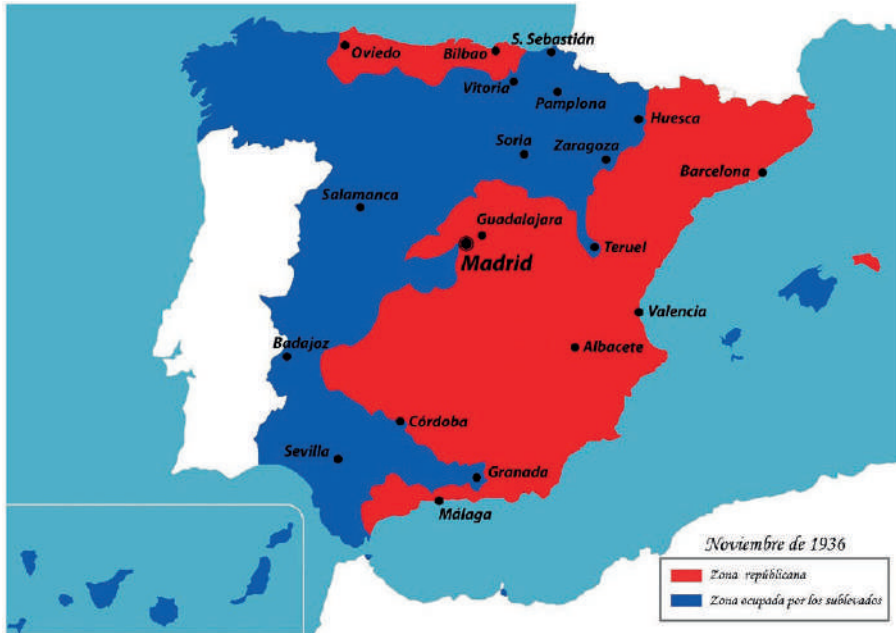 S. Sebastián
Oviedo
Bilbao
Vitoria
Pamplona
Huesca
Soria
Zaragoza
Barcelona
Salamanca
Guadalajara
Madrid
Teruel
Valencia
Badajoz
Albacete
Córdoba
Sevilla
Granada
Málaga
Noviembre de 1936
Zona repúblicana
Zona ocupada por los sublevados